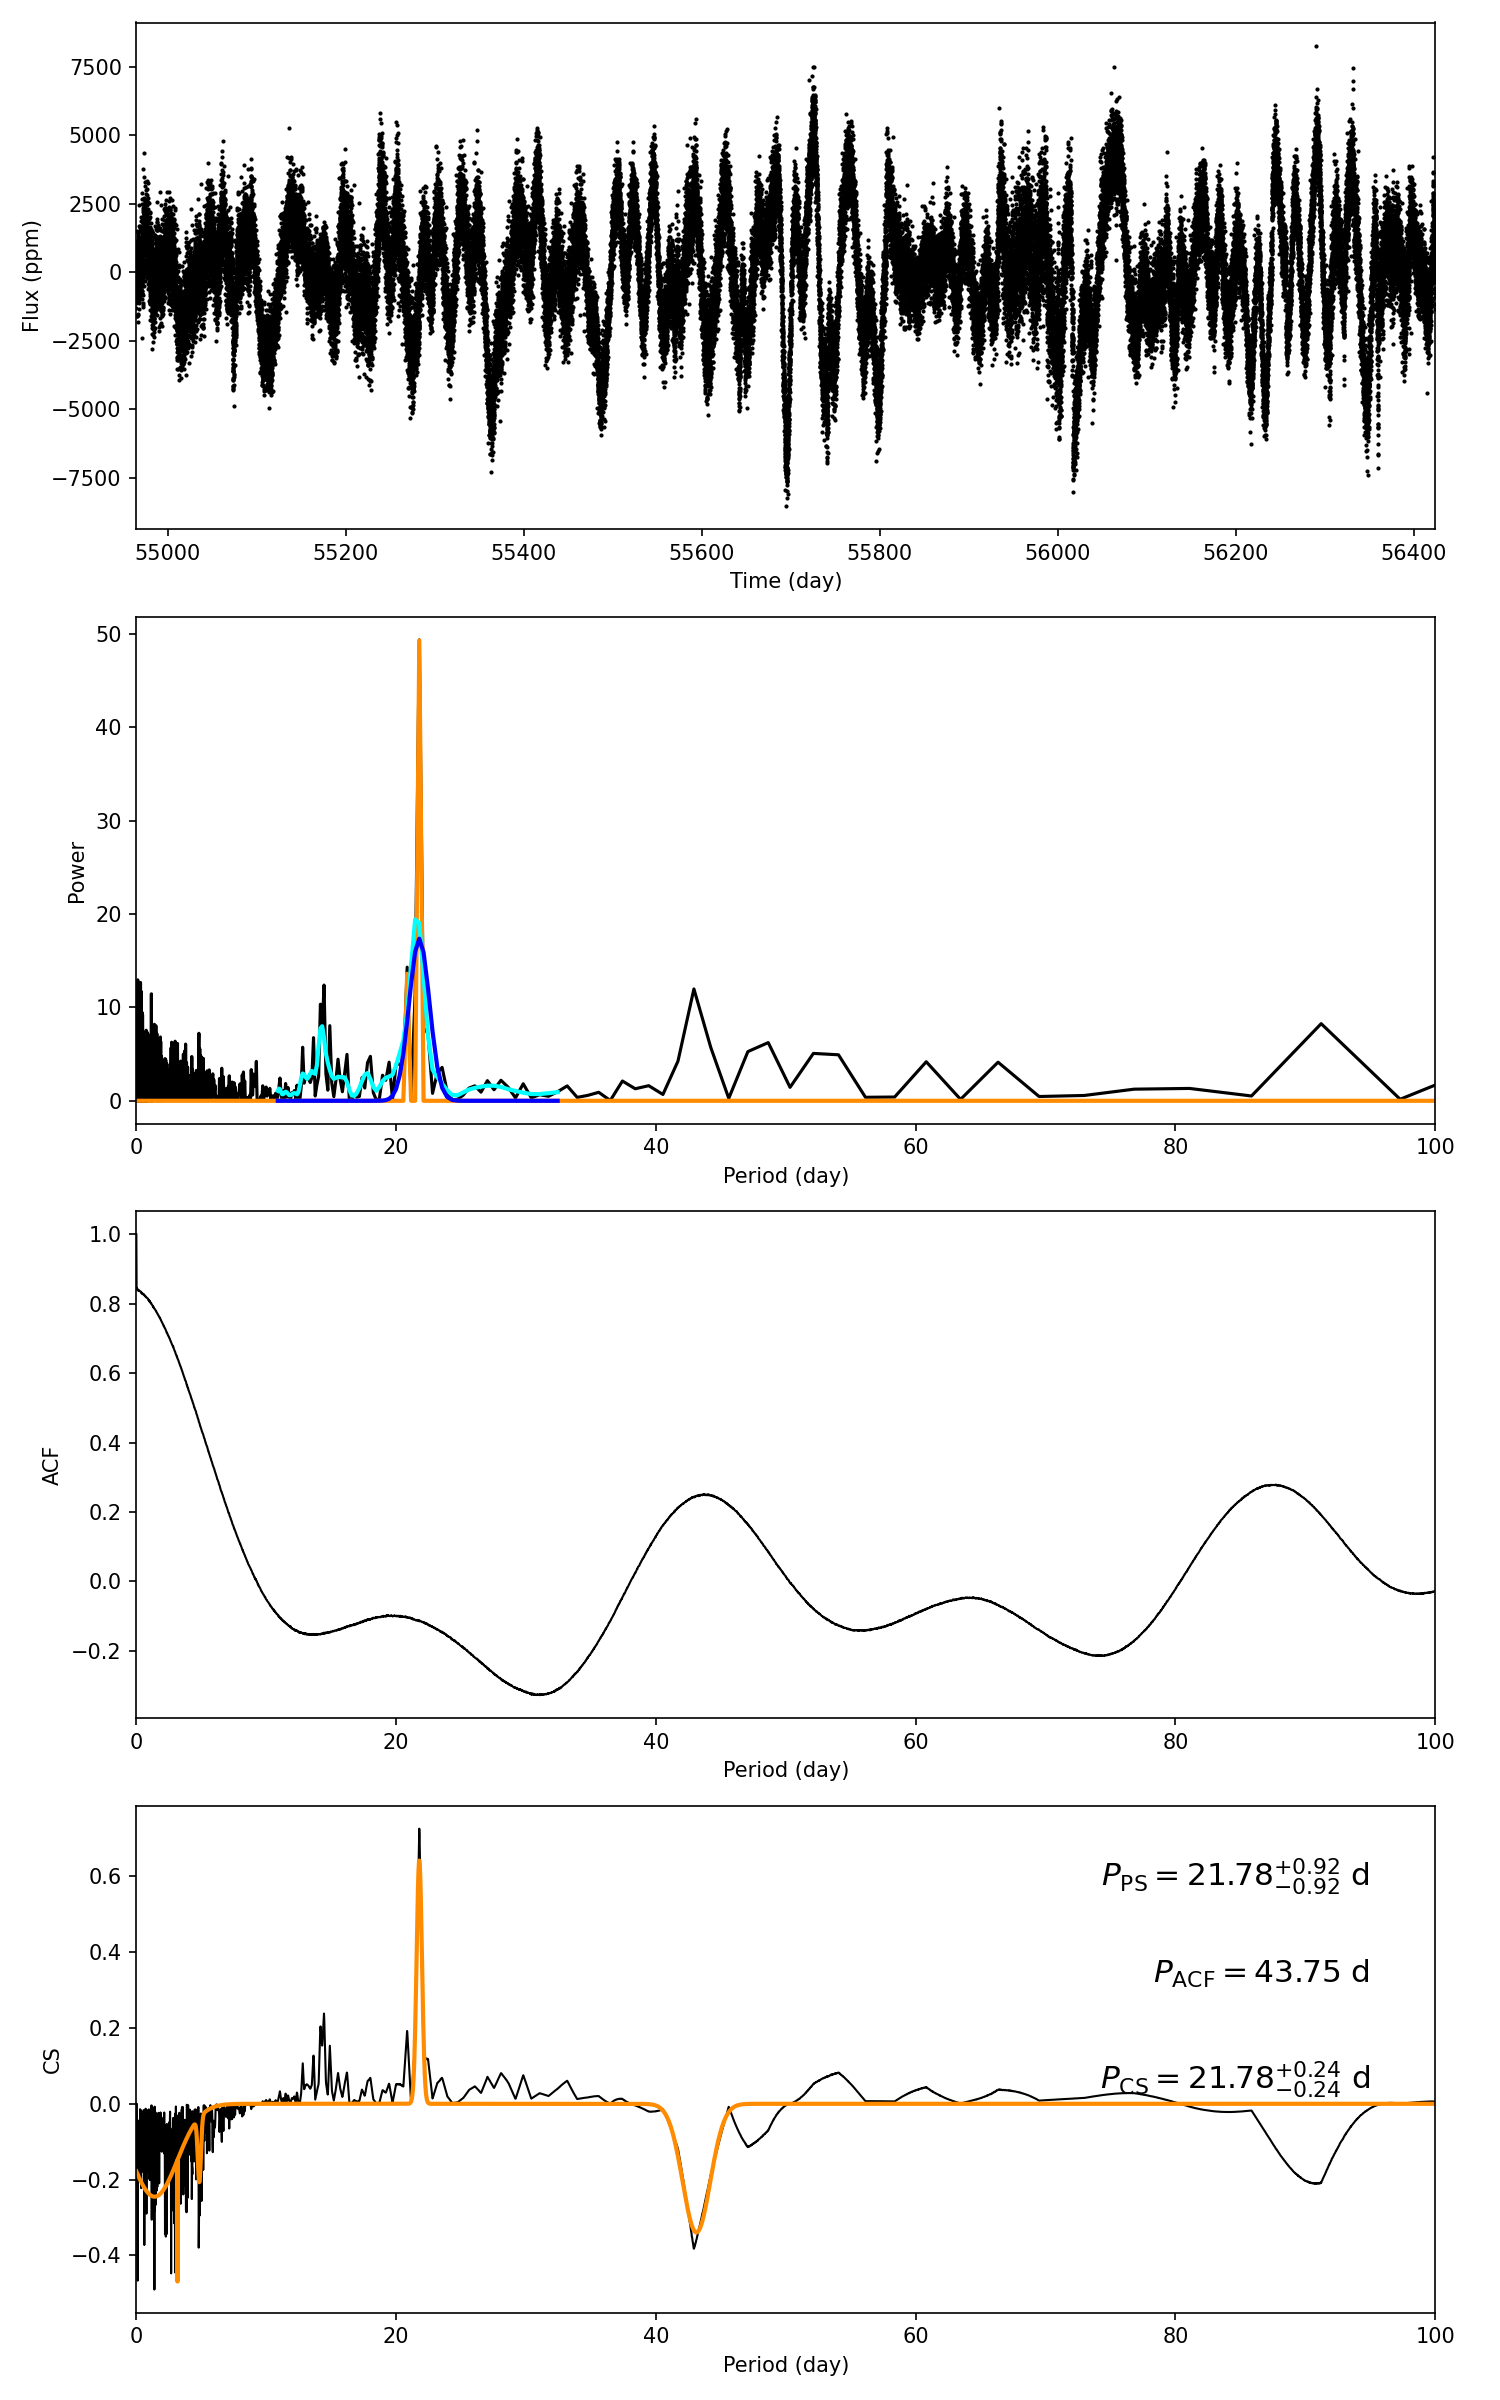 7500
5000
2500
0
−2500
−5000
−7500
Flux (ppm)
55000 55200 55400 55600 55800 56000 56200 56400
Time (day)
50
40
30
20
10
0
Power
0 20 40 60 80 100
Period (day)
1.0
0.8
0.6
0.4
0.2
0.0
−0.2
ACF
0 20 40 60 80 100
Period (day)
0.6
0.4
0.2
0.0
−0.2
−0.4
CS
P_PS = 21.78 +0.92 −0.92 d
P_ACF = 43.75 d
P_CS = 21.78 +0.24 −0.24 d
0 20 40 60 80 100
Period (day)